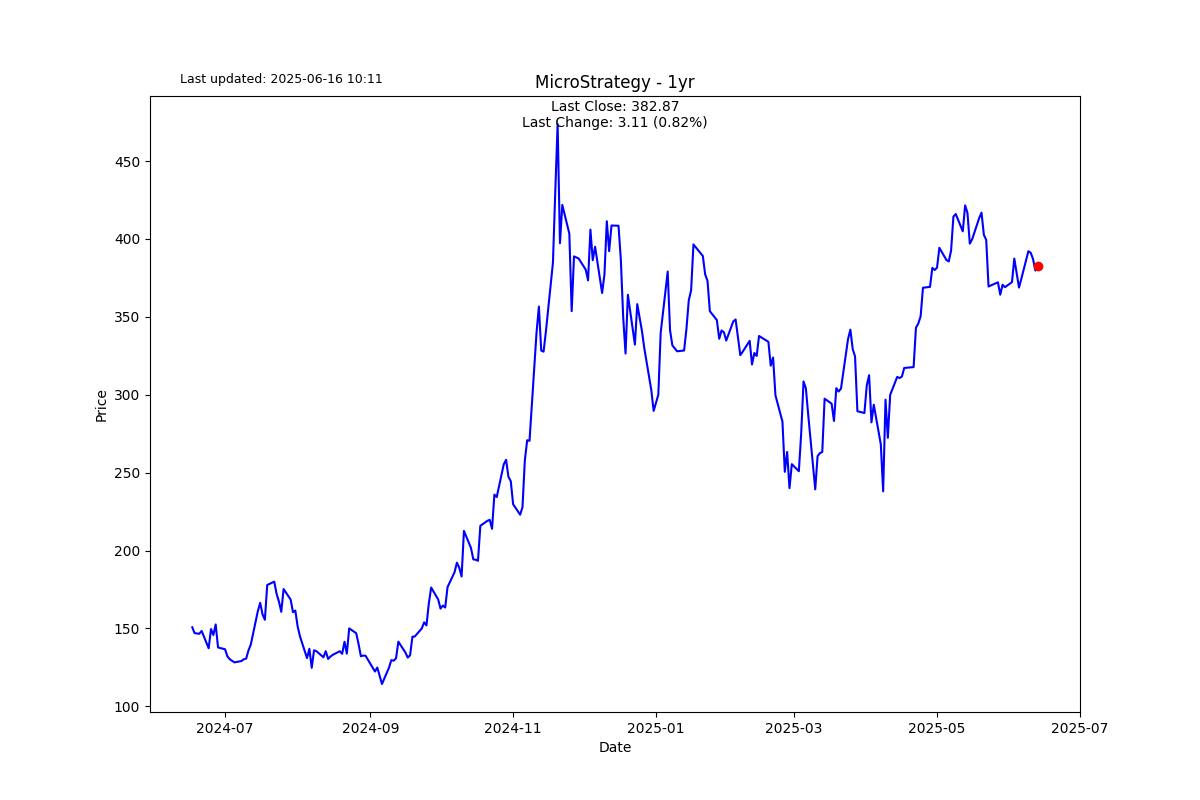 Last updated: 2025-06-16 10:11
MicroStrategy - 1yr
Last Close: 382.87
Last Change: 3.11 (0.82%)
450
400
350
300
250
200
150
100
Price
2024-07 2024-09 2024-11 2025-01 2025-03 2025-05 2025-07
Date